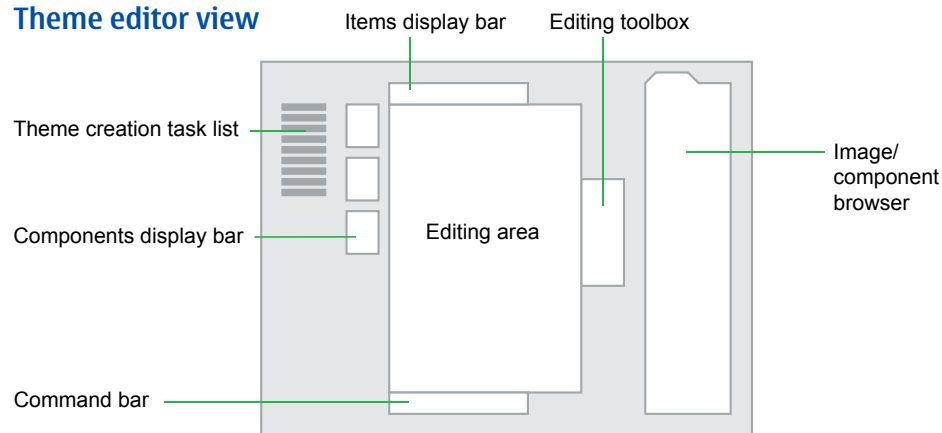 Theme editor view
Items display bar
Editing toolbox
Theme creation task list
Image/
component
browser
Components display bar
Editing area
Command bar